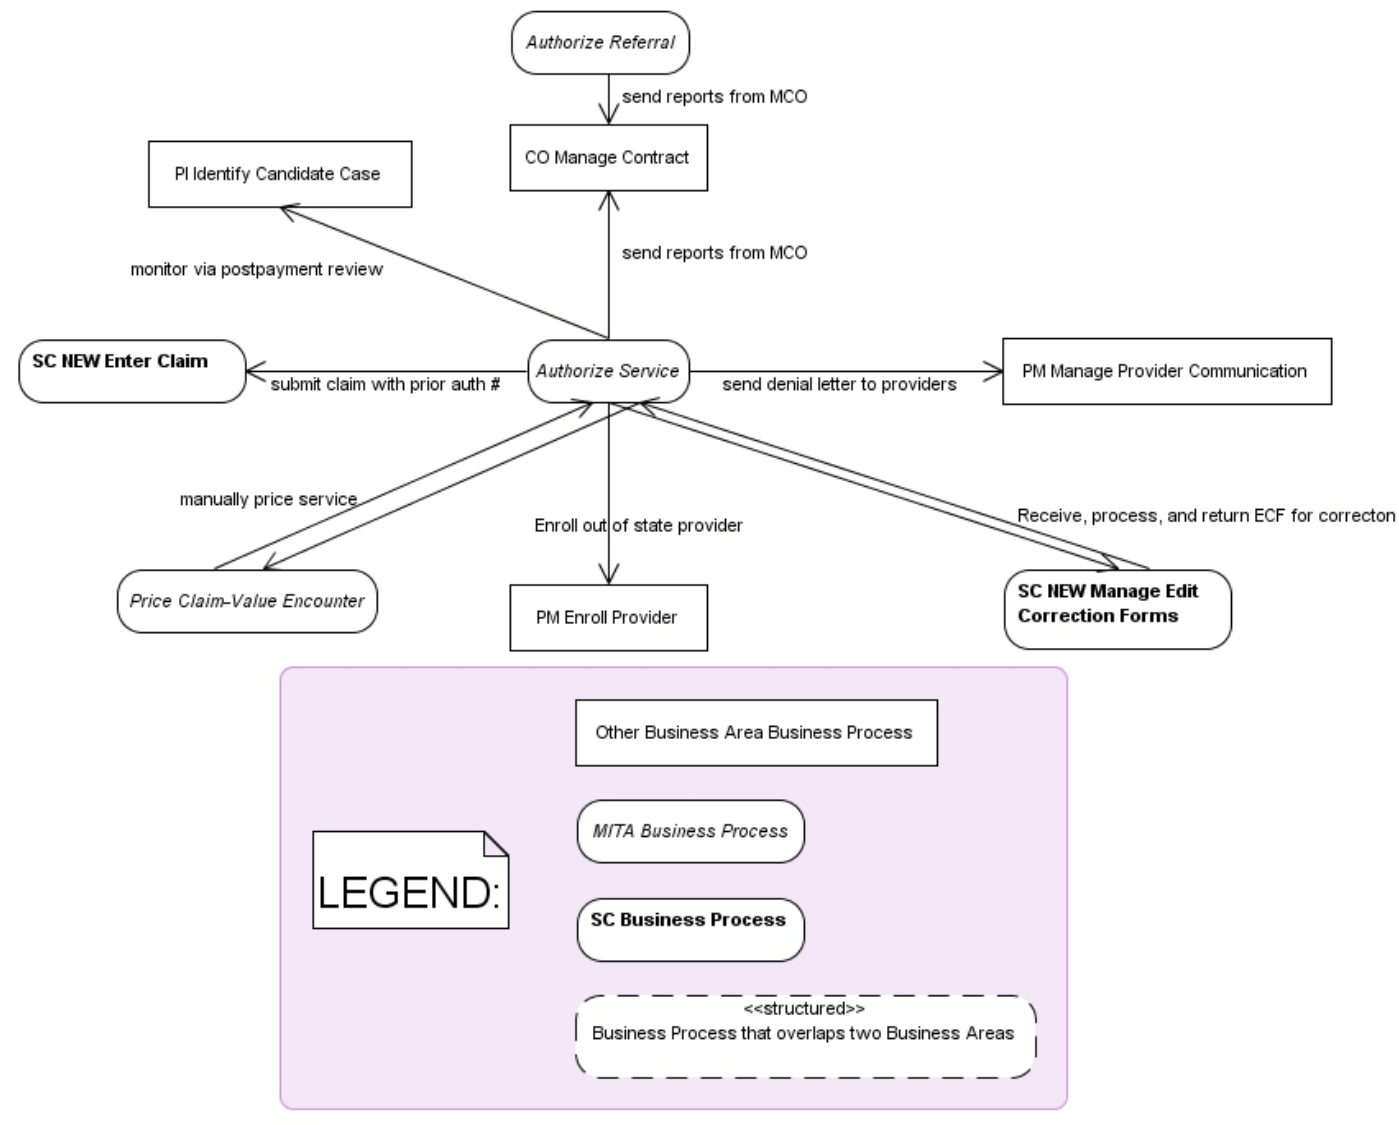 Authorize Referral
send reports from MCO
CO Manage Contract
PI Identify Candidate Case
send reports from MCO
monitor via postpayment review
SC NEW Enter Claim
submit claim with prior auth #
Authorize Service
send denial letter to providers
PM Manage Provider Communication
manually price service
Enroll out of state provider
Receive, process, and return ECF for correcton
Price Claim-Value Encounter
PM Enroll Provider
SC NEW Manage Edit
Correction Forms
LEGEND:
Other Business Area Business Process
MITA Business Process
SC Business Process
<<structured>>
Business Process that overlaps two Business Areas